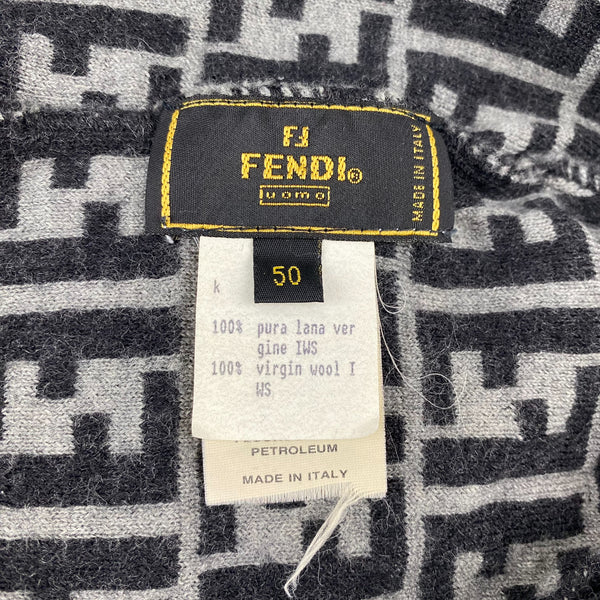 FF
FENDI®
uomo
MADE IN ITALY
50
k
100% pura lana ver
gine IWS
100% virgin wool I
WS
PETROLEUM
MADE IN ITALY